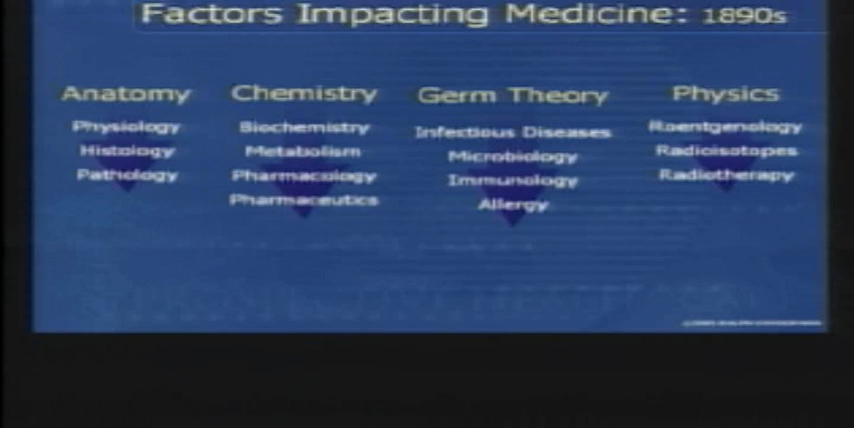 Factors Impacting Medicine: 1890s
Anatomy
Physiology
Histology
Pathology
Chemistry
Biochemistry
Metabolism
Pharmacology
Pharmaceutics
Germ Theory
Infectious Diseases
Microbiology
Immunology
Allergy
Physics
Roentgenology
Radioisotopes
Radiotherapy